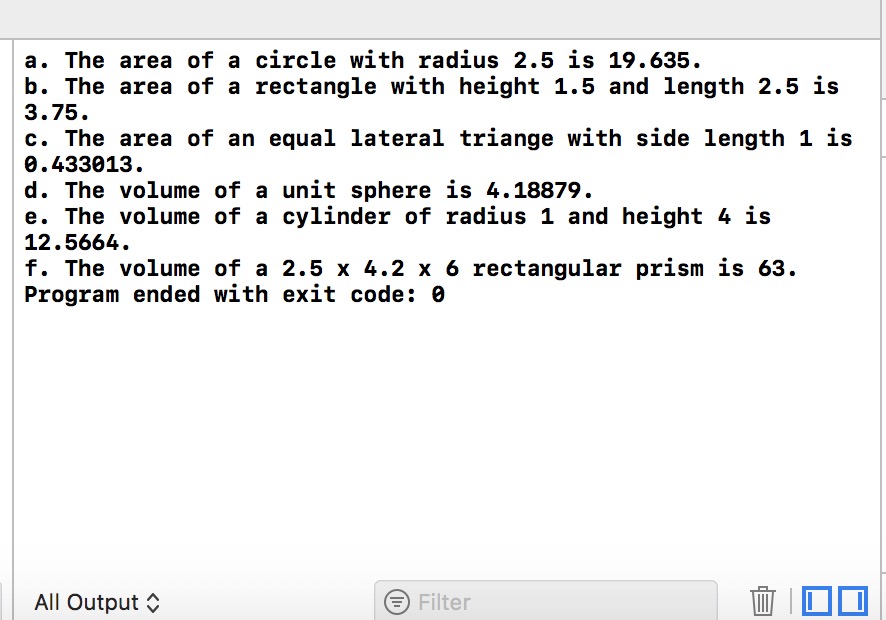 a. The area of a circle with radius 2.5 is 19.635.
b. The area of a rectangle with height 1.5 and length 2.5 is
3.75.
c. The area of an equal lateral triange with side length 1 is
0.433013.
d. The volume of a unit sphere is 4.18879.
e. The volume of a cylinder of radius 1 and height 4 is
12.5664.
f. The volume of a 2.5 x 4.2 x 6 rectangular prism is 63.
Program ended with exit code: 0
All Output
Filter